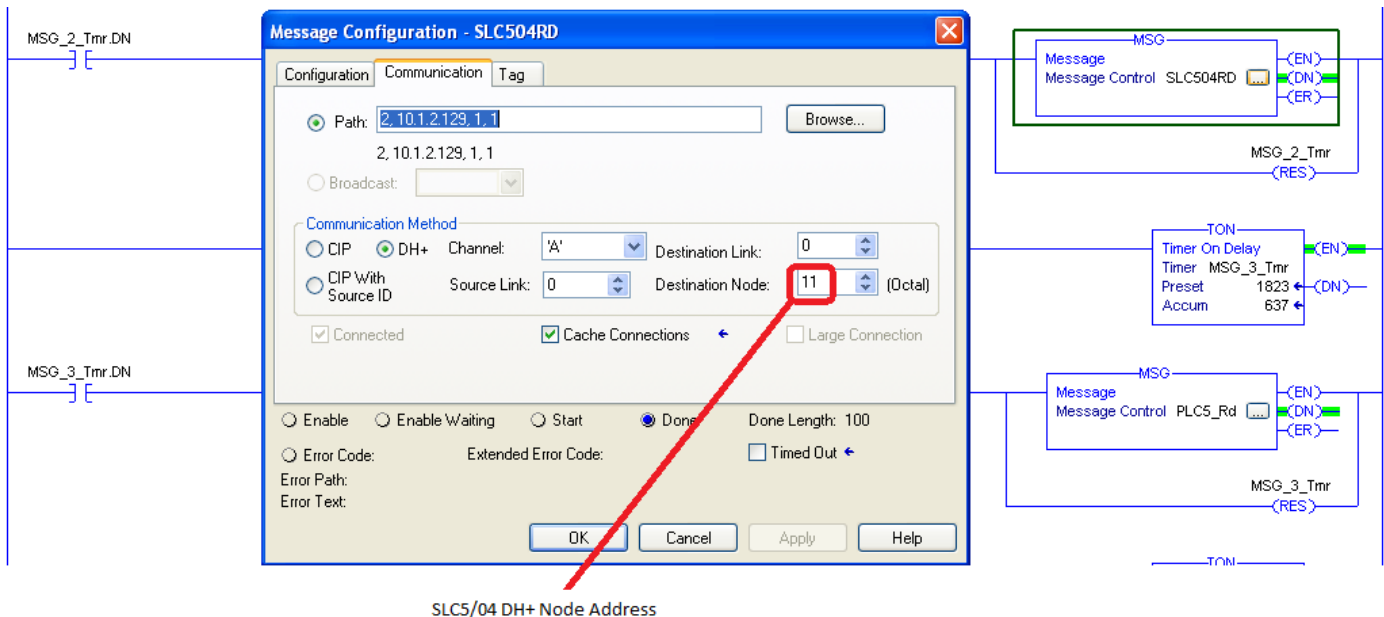 MSG_2_Tmr.DN
Message Configuration - SLC504RD
Configuration Communication Tag
Path: 2, 10.1.2.129, 1, 1 Browse...
2, 10.1.2.129, 1, 1
Broadcast:
Communication Method
CIP DH+ Channel: 'A' Destination Link: 0
CIP With Source ID Source Link: 0 Destination Node: 11 (Octal)
Connected Cache Connections Large Connection
Enable Enable Waiting Start Done Done Length: 100
Error Code: Extended Error Code: Timed Out
Error Path:
Error Text:
OK Cancel Apply Help
MSG
Message (EN)
Message Control SLC504RD ... (DN)
(ER)
MSG_2_Tmr
(RES)
TON
Timer On Delay (EN)
Timer MSG_3_Tmr
Preset 1823 (DN)
Accum 637
MSG_3_Tmr.DN
MSG
Message (EN)
Message Control PLC5_Rd ... (DN)
(ER)
MSG_3_Tmr
(RES)
TON
SLC5/04 DH+ Node Address